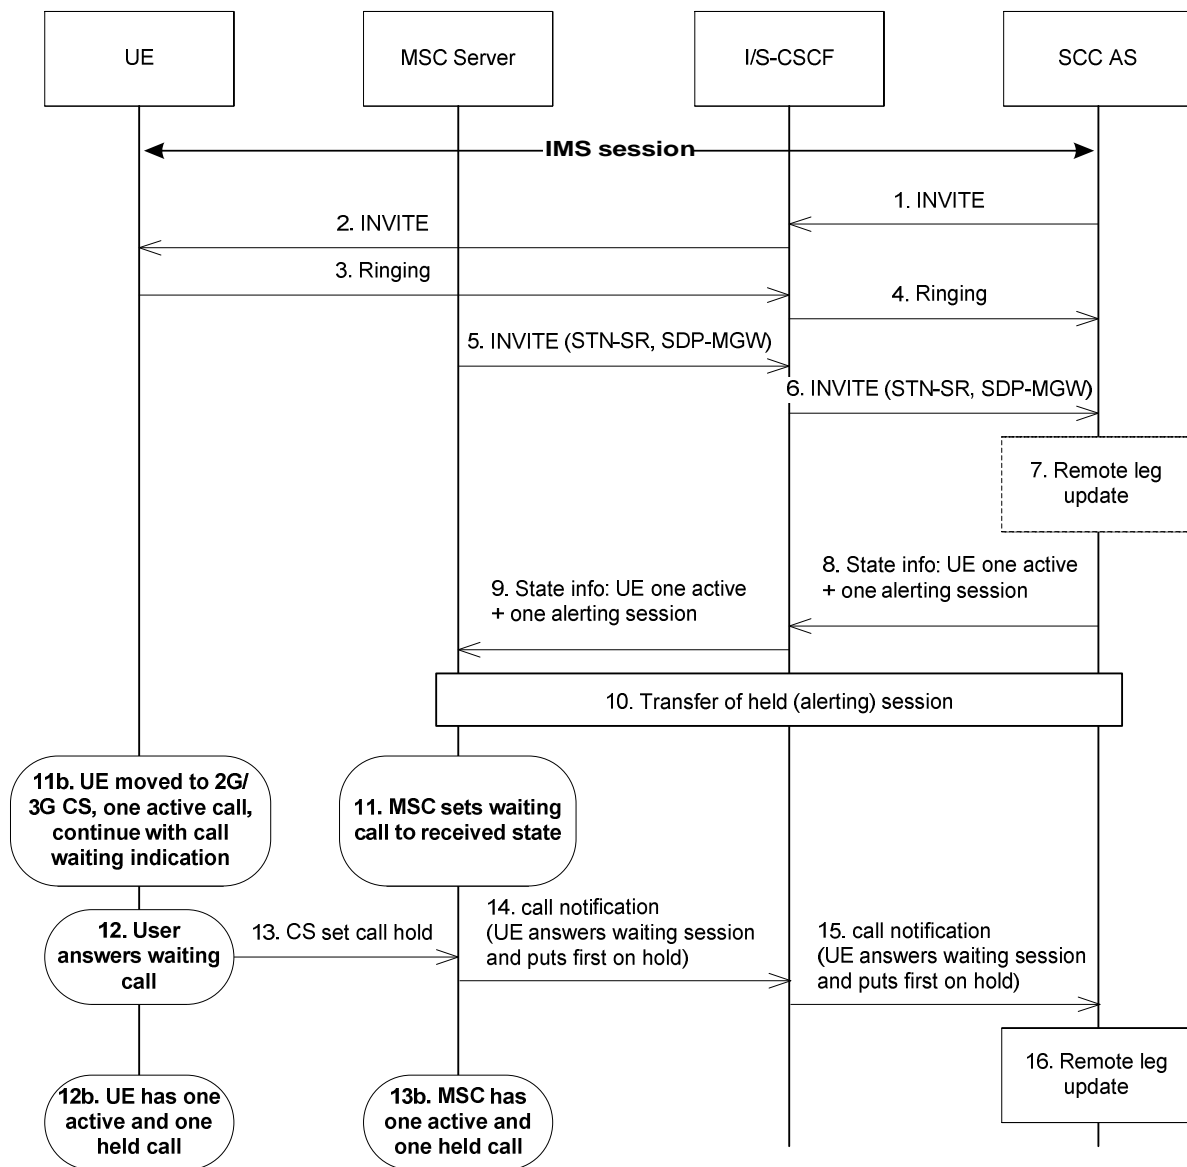 UE
MSC Server
I/S-CSCF
SCC AS
IMS session
1. INVITE
2. INVITE
3. Ringing
4. Ringing
5. INVITE (STN-SR, SDP-MGW)
6. INVITE (STN-SR, SDP-MGW)
7. Remote leg
update
8. State info: UE one active
+ one alerting session
9. State info: UE one active
+ one alerting session
10. Transfer of held (alerting) session
11b. UE moved to 2G/
3G CS, one active call,
continue with call
waiting indication
11. MSC sets waiting
call to received state
12. User
answers waiting
call
13. CS set call hold
14. call notification
(UE answers waiting session
and puts first on hold)
15. call notification
(UE answers waiting session
and puts first on hold)
16. Remote leg
update
12b. UE has one
active and one
held call
13b. MSC has
one active and
one held call